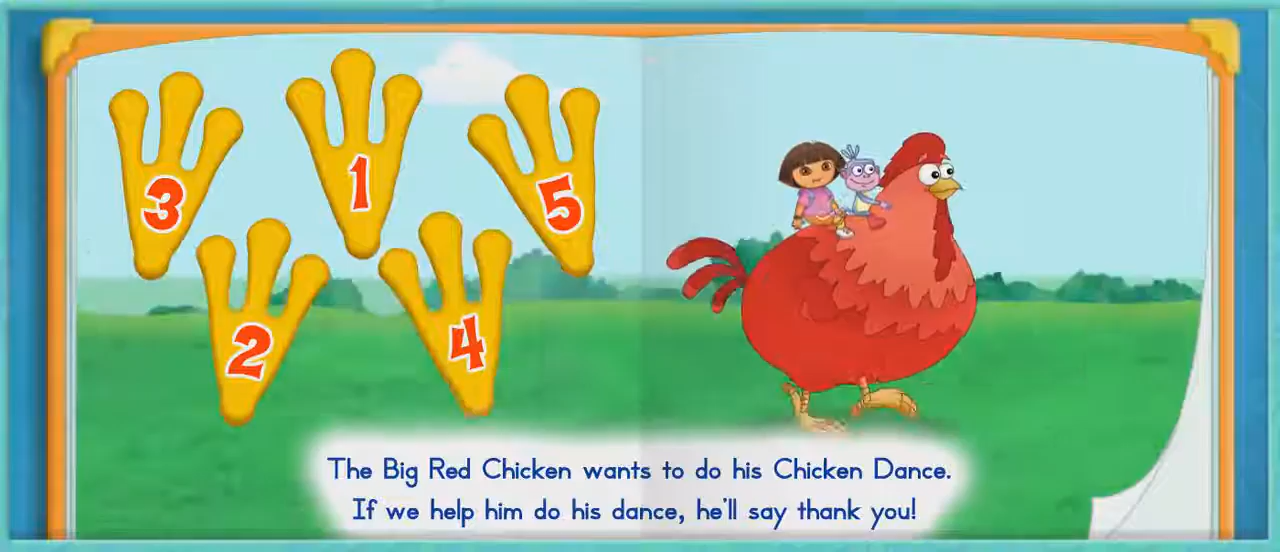 3
1
5
2
4
The Big Red Chicken wants to do his Chicken Dance.
If we help him do his dance, he'll say thank you!